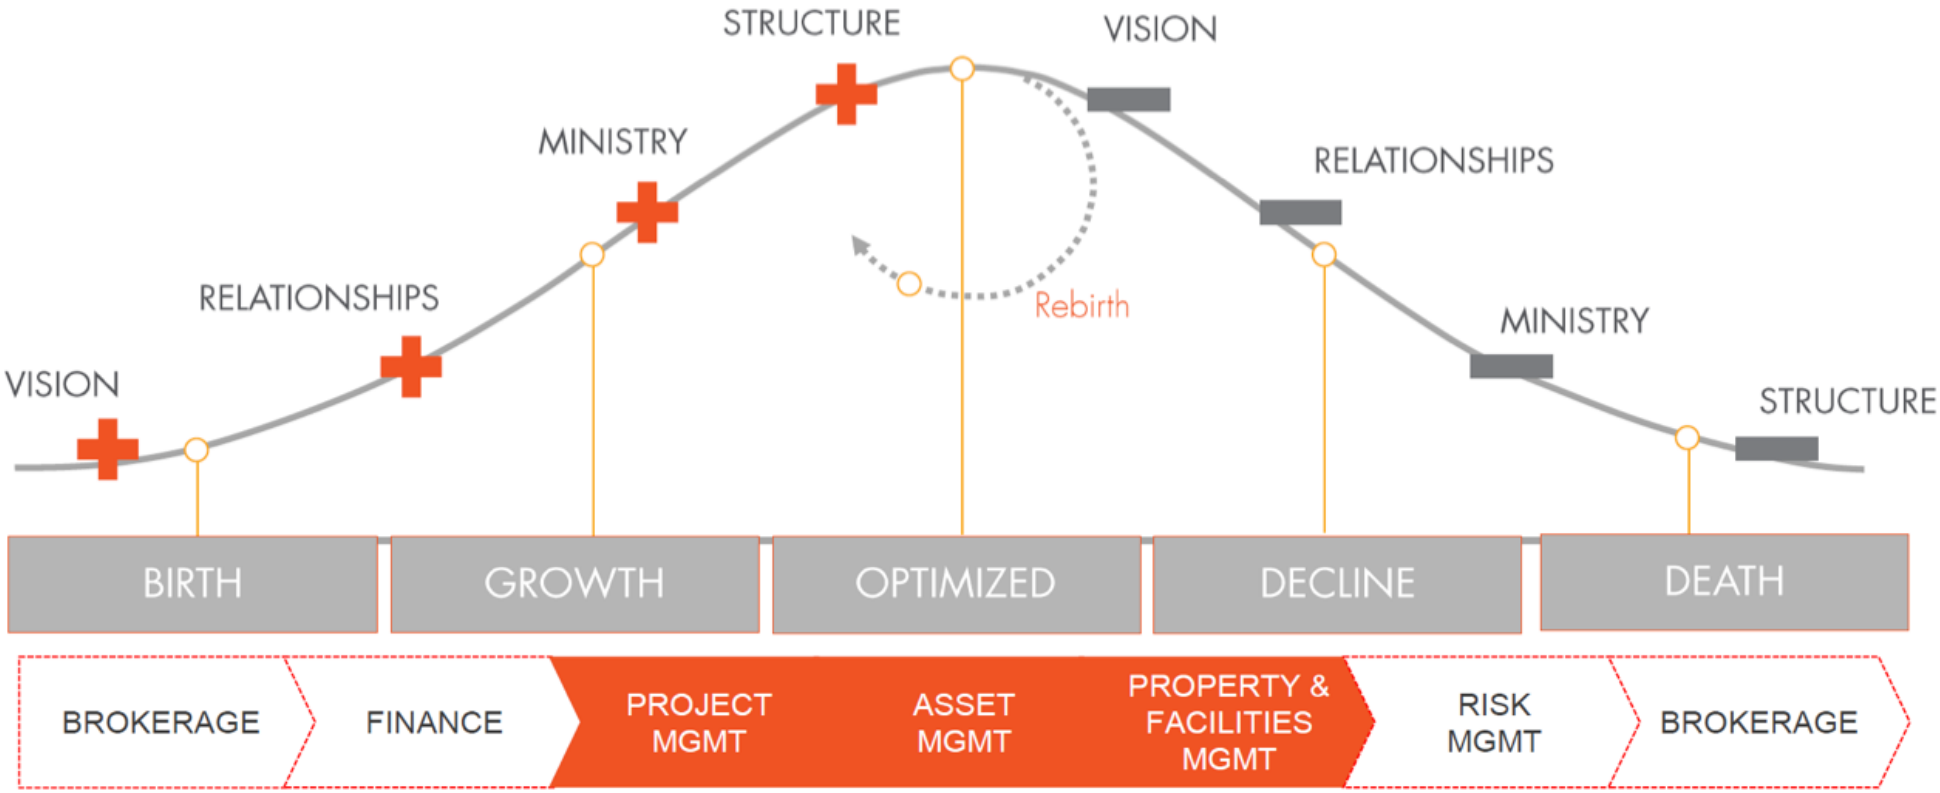 STRUCTURE
VISION
MINISTRY
RELATIONSHIPS
RELATIONSHIPS
Rebirth
MINISTRY
VISION
STRUCTURE
BIRTH
GROWTH
OPTIMIZED
DECLINE
DEATH
BROKERAGE
FINANCE
PROJECT
MGMT
ASSET
MGMT
PROPERTY &
FACILITIES
MGMT
RISK
MGMT
BROKERAGE